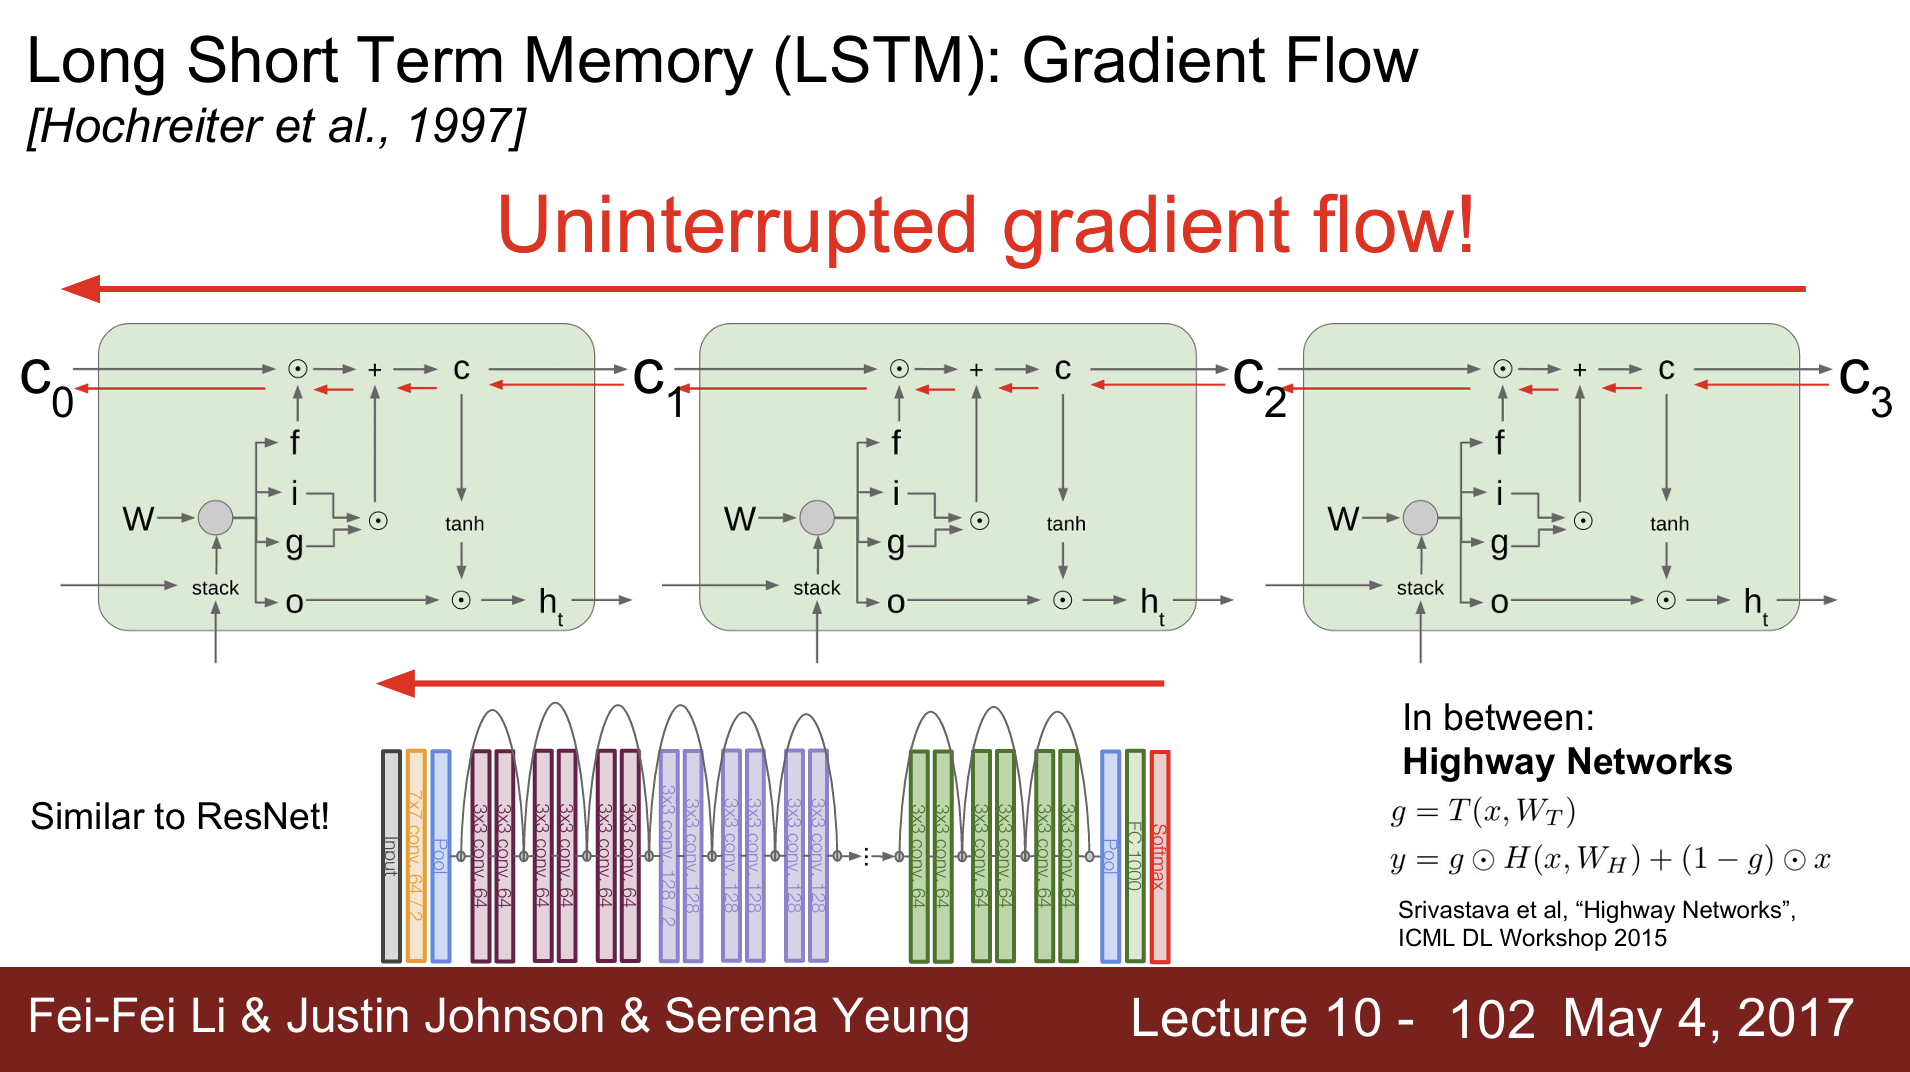 Long Short Term Memory (LSTM): Gradient Flow
[Hochreiter et al., 1997]
Uninterrupted gradient flow!
c0 ⊙ + c c1 ⊙ + c c2 ⊙ + c c3
f f f
i i i
W ⊙ tanh W ⊙ tanh W ⊙ tanh
g g g
stack stack stack
o ⊙ ht o ⊙ ht o ⊙ ht
In between:
Highway Networks
g = T(x, WT)
y = g ⊙ H(x, WH) + (1 − g) ⊙ x
Srivastava et al, “Highway Networks”,
ICML DL Workshop 2015
Similar to ResNet!
Input
7x7 conv, 64 / 2
Pool
3x3 conv, 64
3x3 conv, 64
3x3 conv, 64
3x3 conv, 64
3x3 conv, 64
3x3 conv, 64
3x3 conv, 128 / 2
3x3 conv, 128
3x3 conv, 128
3x3 conv, 128
3x3 conv, 128
3x3 conv, 128
...
3x3 conv, 64
3x3 conv, 64
3x3 conv, 64
3x3 conv, 64
3x3 conv, 64
3x3 conv, 64
Pool
FC 1000
Softmax
Fei-Fei Li & Justin Johnson & Serena Yeung Lecture 10 - 102 May 4, 2017